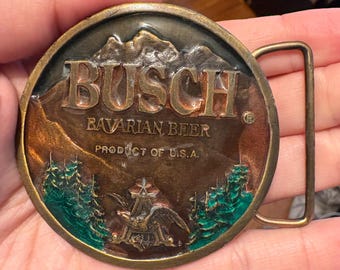 BUSCH
®
BAVARIAN BEER
PRODUCT OF U.S.A.